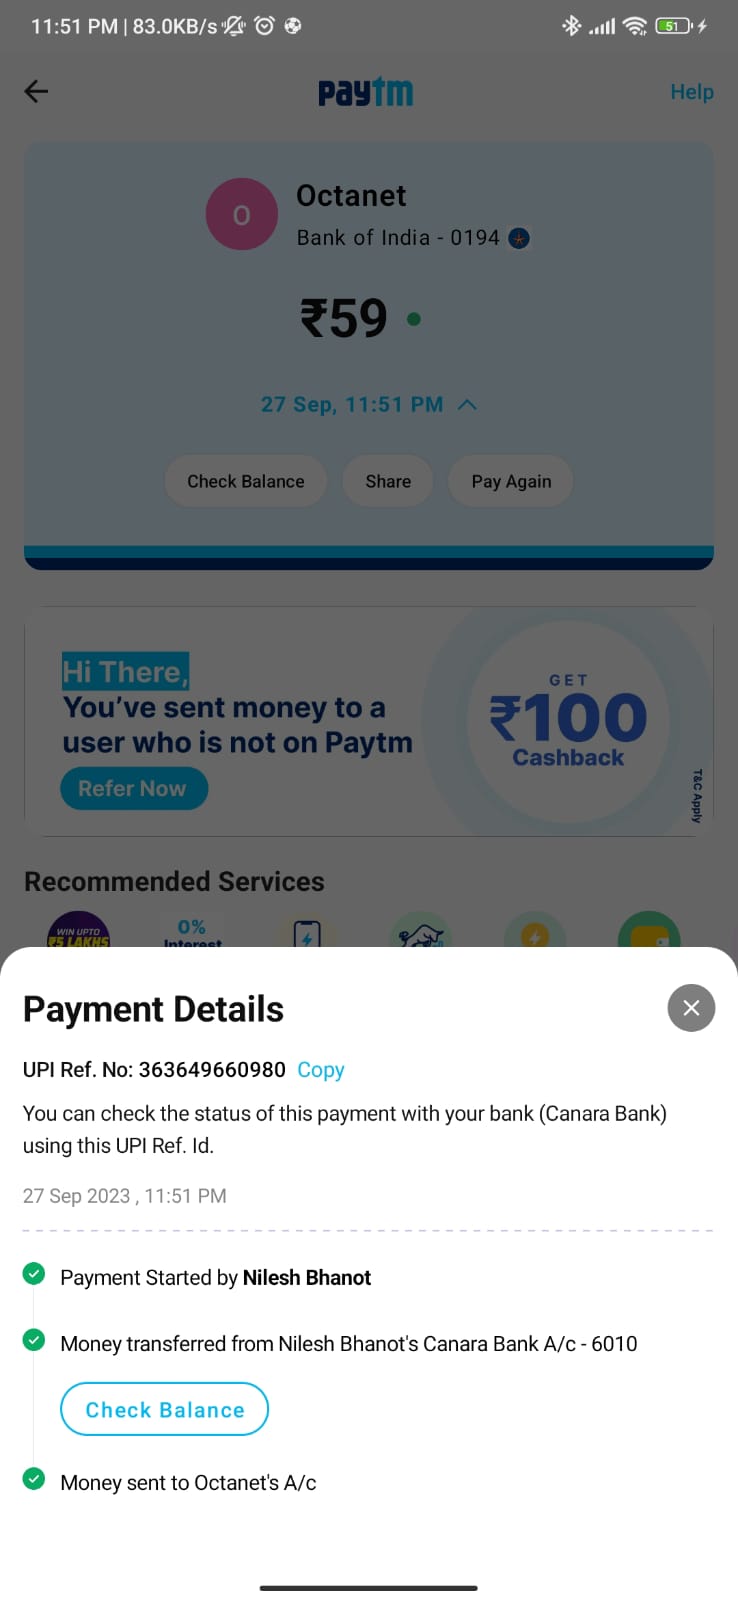 11:51 PM | 83.0KB/s
51
paytm
Help
O
Octanet
Bank of India - 0194
₹59
27 Sep, 11:51 PM
Check Balance
Share
Pay Again
Hi There,
You've sent money to a
user who is not on Paytm
Refer Now
GET
₹100
Cashback
T&C Apply
Recommended Services
WIN UPTO
₹5 LAKHS
0%
Interest
Payment Details
UPI Ref. No: 363649660980 Copy
You can check the status of this payment with your bank (Canara Bank)
using this UPI Ref. Id.
27 Sep 2023 , 11:51 PM
Payment Started by Nilesh Bhanot
Money transferred from Nilesh Bhanot's Canara Bank A/c - 6010
Check Balance
Money sent to Octanet's A/c